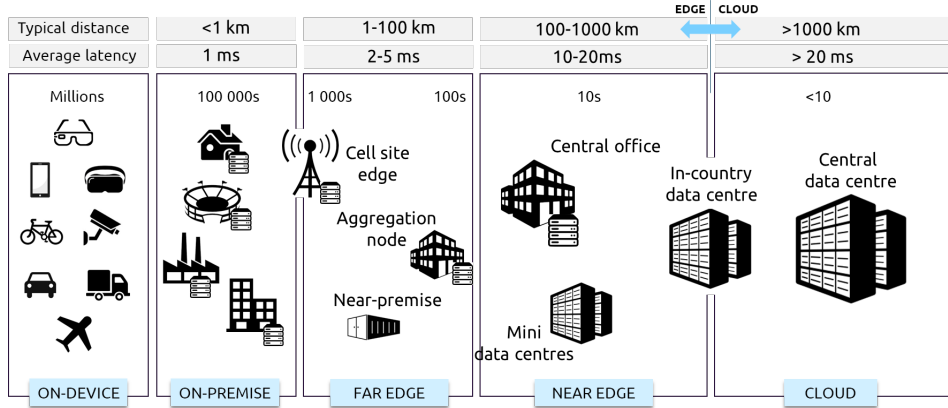 EDGE CLOUD
Typical distance <1 km 1-100 km 100-1000 km >1000 km
Average latency 1 ms 2-5 ms 10-20ms > 20 ms
Millions 100 000s 1 000s 100s 10s <10
Cell site
edge
Central office
In-country
data centre
Central
data centre
Aggregation
node
Near-premise
Mini
data centres
ON-DEVICE ON-PREMISE FAR EDGE NEAR EDGE CLOUD